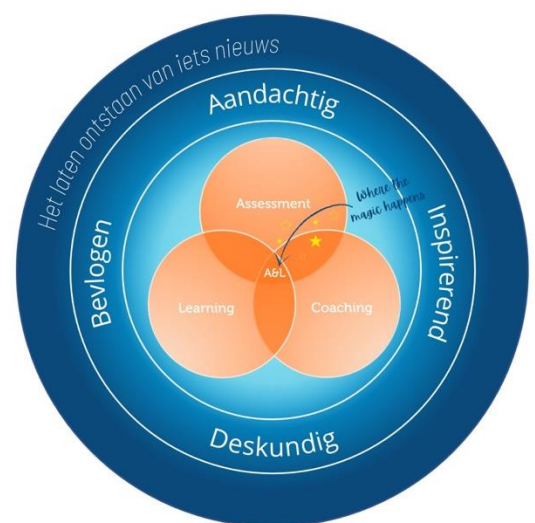 Het laten ontstaan van iets nieuws
Aandachtig
Assessment
Where the
magic happens
Bevlogen
Inspirerend
A&L
Learning
Coaching
Deskundig